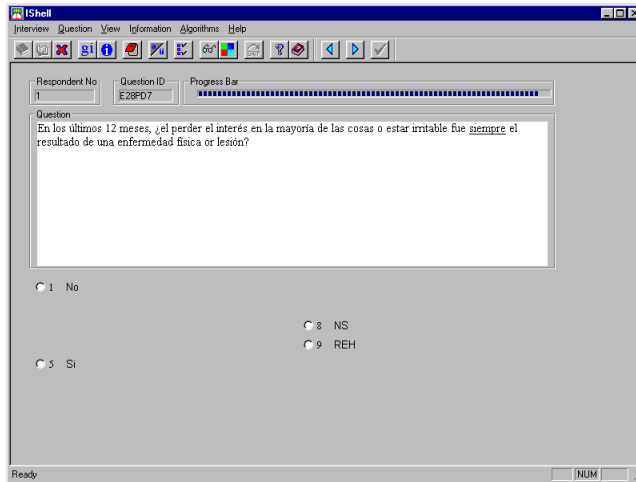 IShell
Interview Question View Information Algorithms Help
gi
Respondent No
Question ID
Progress Bar
1
E28PD7
Question
En los últimos 12 meses, ¿el perder el interés en la mayoría de las cosas o estar irritable fue siempre el
resultado de una enfermedad física or lesión?
1 No
8 NS
9 REH
5 Si
Ready
NUM